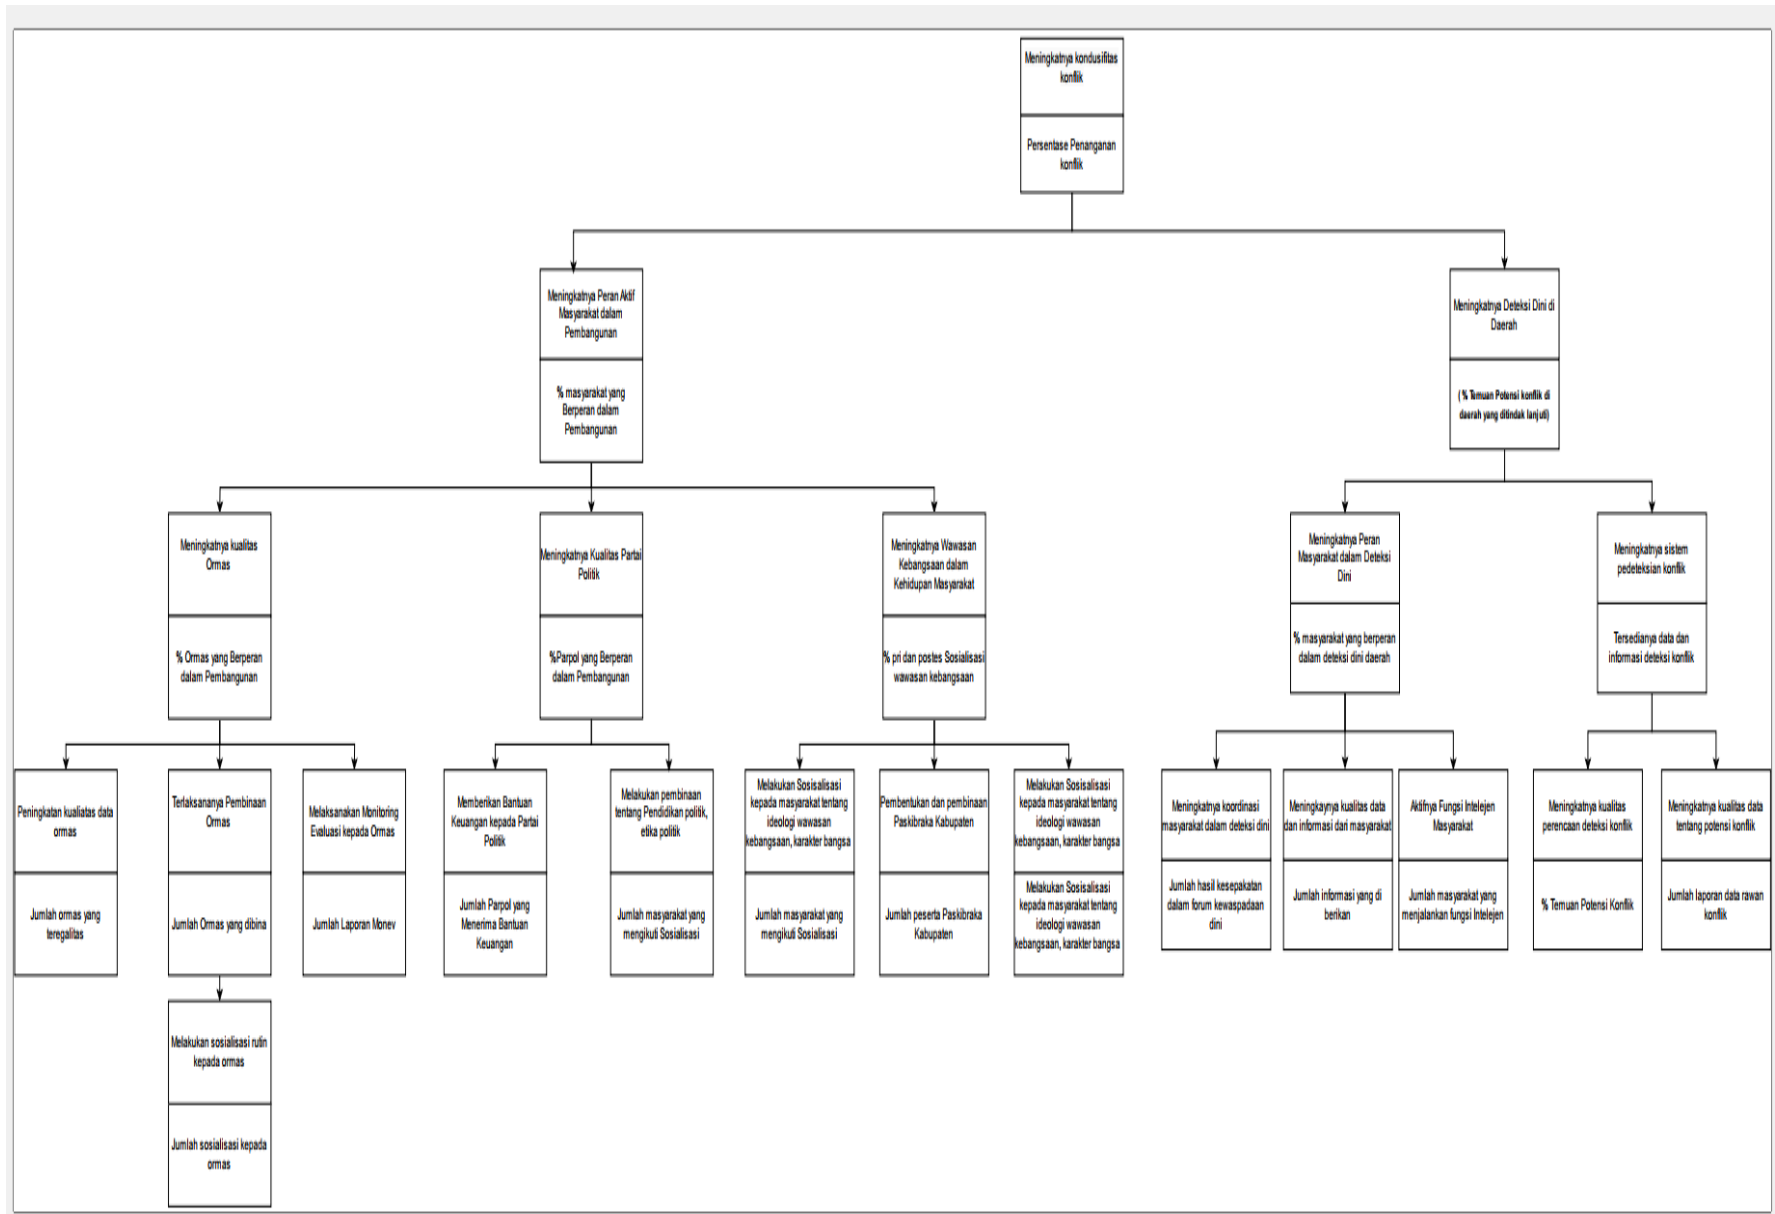 Meningkatnya kondusifitas
konflik
Persentase Penanganan
konflik
Meningkatnya Peran Aktif
Masyarakat dalam
Pembangunan
% masyarakat yang
Berperan dalam
Pembangunan
Meningkatnya Deteksi Dini di
Daerah
( % Temuan Potensi konflik di
daerah yang ditindak lanjuti)
Meningkatnya kualitas
Ormas
% Ormas yang Berperan
dalam Pembangunan
Meningkatnya Kualitas Partai
Politik
%Parpol yang Berperan
dalam Pembangunan
Meningkatnya Wawasan
Kebangsaan dalam
Kehidupan Masyarakat
% pri dan postes Sosialisasi
wawasan kebangsaan
Meningkatnya Peran
Masyarakat dalam Deteksi
Dini
% masyarakat yang berperan
dalam deteksi dini daerah
Meningkatnya sistem
pedeteksian konflik
Tersedianya data dan
informasi deteksi konflik
Peningkatan kualiatas data
ormas
Jumlah ormas yang
teregalitas
Terlaksananya Pembinaan
Ormas
Jumlah Ormas yang dibina
Melaksanakan Monitoring
Evaluasi kepada Ormas
Jumlah Laporan Monev
Memberikan Bantuan
Keuangan kepada Partai
Politik
Jumlah Parpol yang
Menerima Bantuan
Keuangan
Melakukan pembinaan
tentang Pendidikan politik,
etika politik
Jumlah masyarakat yang
mengikuti Sosialisasi
Melakukan Sosisalisasi
kepada masyarakat tentang
ideologi wawasan
kebangsaan, karakter bangsa
Jumlah masyarakat yang
mengikuti Sosialisasi
Pembentukan dan pembinaan
Paskibraka Kabupaten
Jumlah peserta Paskibraka
Kabupaten
Melakukan Sosisalisasi
kepada masyarakat tentang
ideologi wawasan
kebangsaan, karakter bangsa
Melakukan Sosisalisasi
kepada masyarakat tentang
ideologi wawasan
kebangsaan, karakter bangsa
Meningkatnya koordinasi
masyarakat dalam deteksi dini
Jumlah hasil kesepakatan
dalam forum kewaspadaan
dini
Meningkaynya kualitas data
dan informasi dari masyarakat
Jumlah informasi yang di
berikan
Aktifnya Fungsi Intelejen
Masyarakat
Jumlah masyarakat yang
menjalankan fungsi Intelejen
Meningkatnya kualitas
perencaan deteksi konflik
% Temuan Potensi Konflik
Meningkatnya kualitas data
tentang potensi konflik
Jumlah laporan data rawan
konflik
Melakukan sosialisasi rutin
kepada ormas
Jumlah sosialisasi kepada
ormas